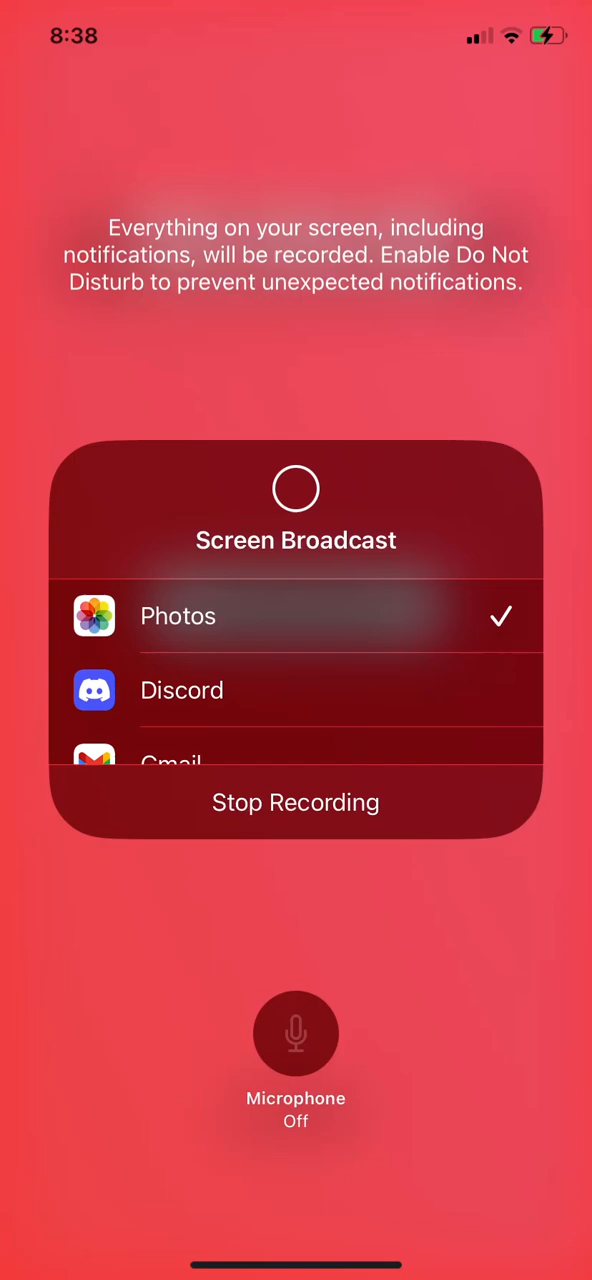 8:38
Everything on your screen, including
notifications, will be recorded. Enable Do Not
Disturb to prevent unexpected notifications.
Screen Broadcast
Photos
Discord
Gmail
Stop Recording
Microphone
Off